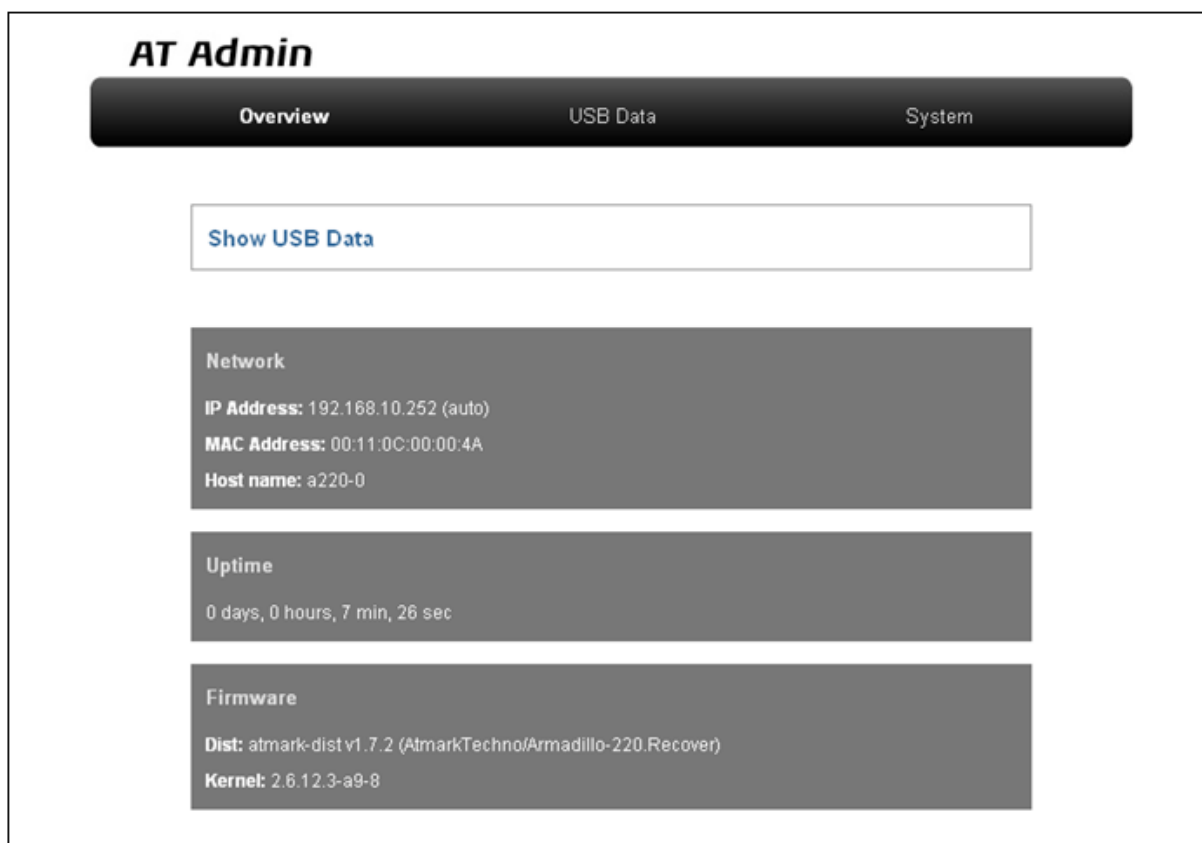 AT Admin
Overview USB Data System
Show USB Data
Network
IP Address: 192.168.10.252 (auto)
MAC Address: 00:11:0C:00:00:4A
Host name: a220-0
Uptime
0 days, 0 hours, 7 min, 26 sec
Firmware
Dist: atmark-dist v1.7.2 (AtmarkTechno/Armadillo-220.Recover)
Kernel: 2.6.12.3-a9-8